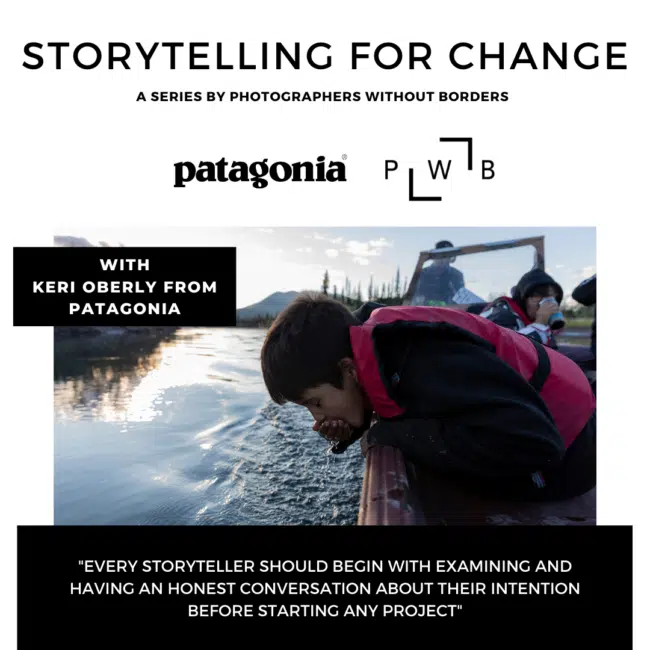 STORYTELLING FOR CHANGE
A SERIES BY PHOTOGRAPHERS WITHOUT BORDERS
patagonia® P W B
WITH
KERI OBERLY FROM
PATAGONIA
"EVERY STORYTELLER SHOULD BEGIN WITH EXAMINING AND
HAVING AN HONEST CONVERSATION ABOUT THEIR INTENTION
BEFORE STARTING ANY PROJECT"